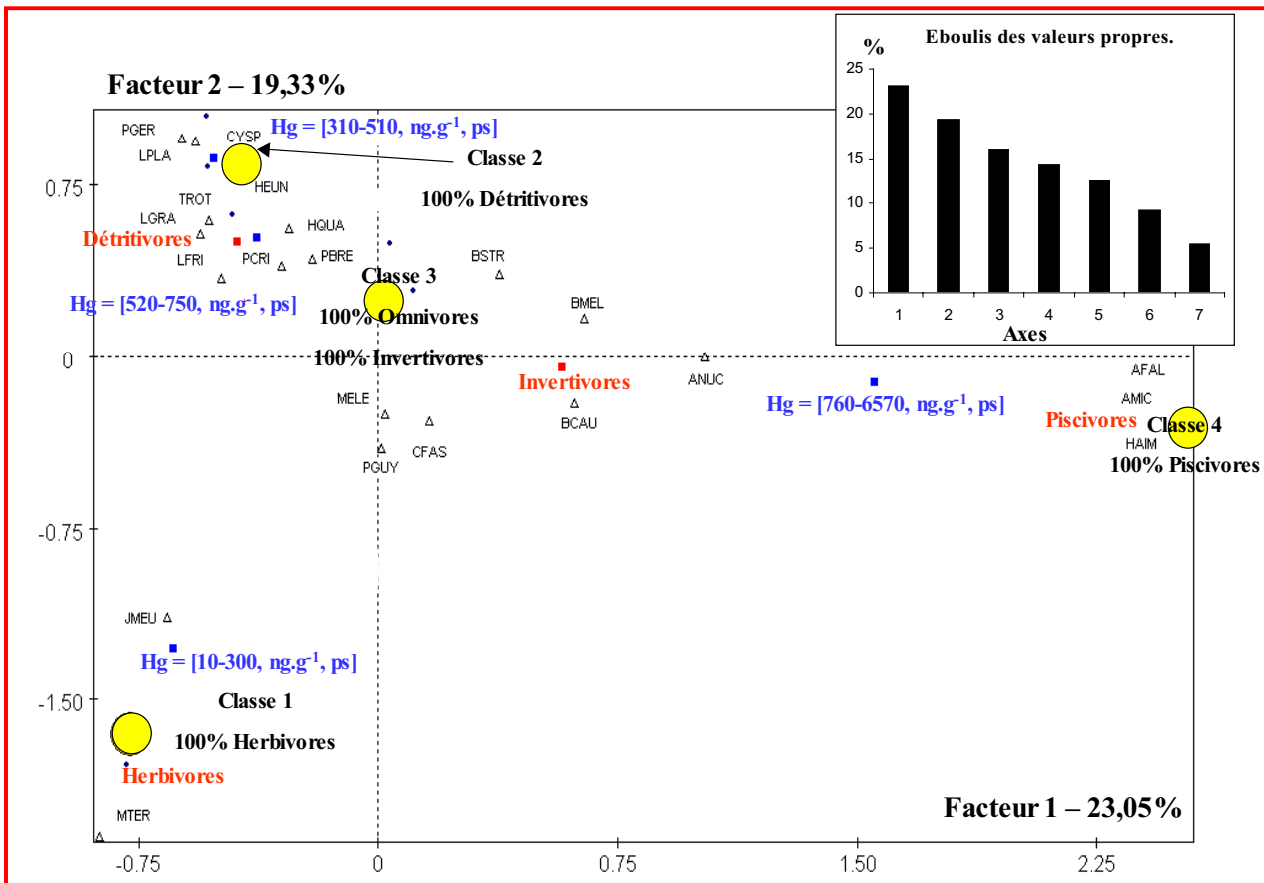 Eboulis des valeurs propres.
%
25
20
15
10
5
0
1 2 3 4 5 6 7
Axes
Facteur 2 – 19,33%
PGER
CYSP
Hg = [310-510, ng.g⁻¹, ps]
LPLA
Classe 2
0.75
HEUN
TROT
100% Détritivores
LGRA
HQUA
Détritivores
LFRI
PCRI
PBRE
BSTR
Classe 3
Hg = [520-750, ng.g⁻¹, ps]
BMEL
100% Omnivores
0
100% Invertivores
AFAL
Invertivores
ANUC
MELE
AMIC
Hg = [760-6570, ng.g⁻¹, ps]
BCAU
Piscivores
Classe 4
CFAS
HAIM
PGUY
100% Piscivores
-0.75
JMEU
Hg = [10-300, ng.g⁻¹, ps]
-1.50
Classe 1
100% Herbivores
Herbivores
MTER
Facteur 1 – 23,05%
-0.75 0 0.75 1.50 2.25